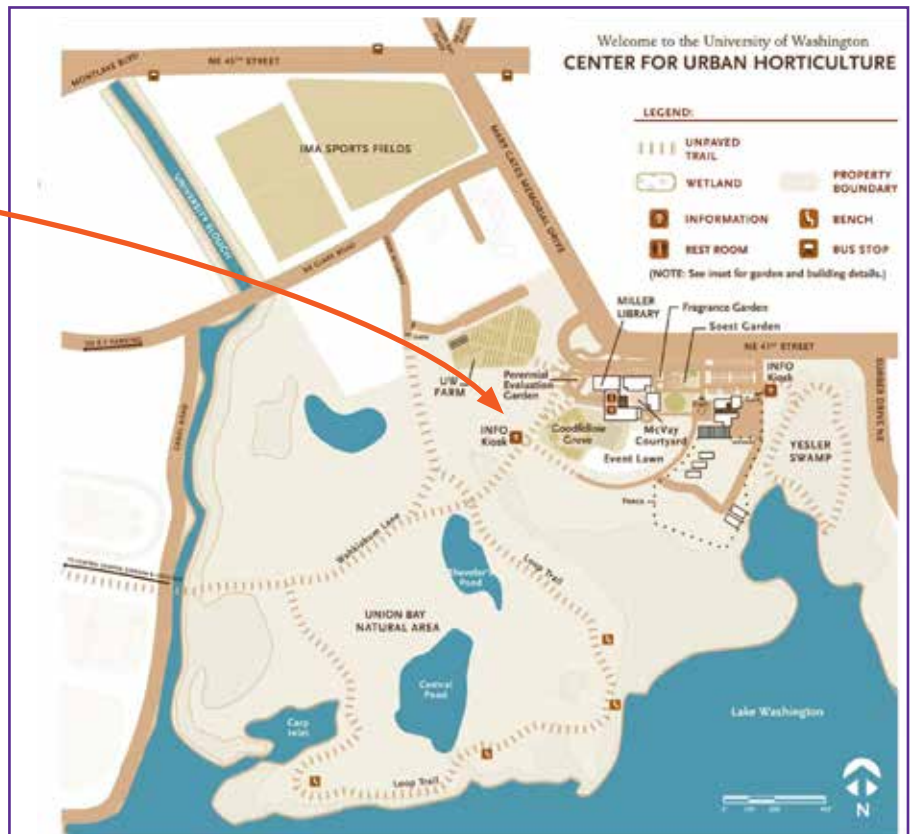 Welcome to the University of Washington
CENTER FOR URBAN HORTICULTURE
LEGEND:
UNPAVED
TRAIL
WETLAND
PROPERTY
BOUNDARY
INFORMATION
BENCH
REST ROOM
BUS STOP
(NOTE: See inset for garden and building details.)
MONTLAKE BLVD
NE 45TH STREET
MARY GATES MEMORIAL DRIVE
IMA SPORTS FIELDS
UNIVERSITY SLOUGH
NE CLARK ROAD
MILLER
LIBRARY
Fragrance Garden
Soest Garden
NE 41ST STREET
INFO
Kiosk
UW
FARM
Perennial
Evaluation
Garden
Goodfellow
Grove
McVay
Courtyard
Event Lawn
INFO
Kiosk
YESLER
SWAMP
Wahkiakum Lane
Loop Trail
Pond
UNION BAY
NATURAL AREA
Central
Pond
Carp
Inlet
Loop Trail
Lake Washington
N